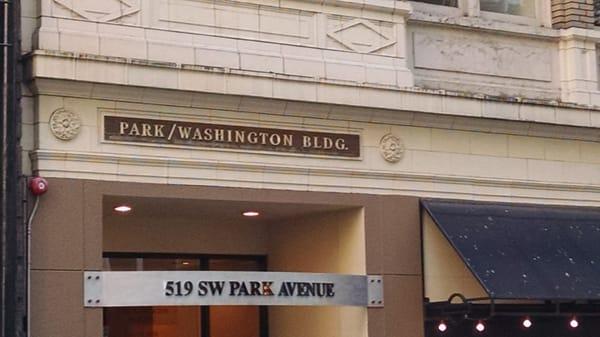 PARK/WASHINGTON BLDG.
519 SW PARK AVENUE